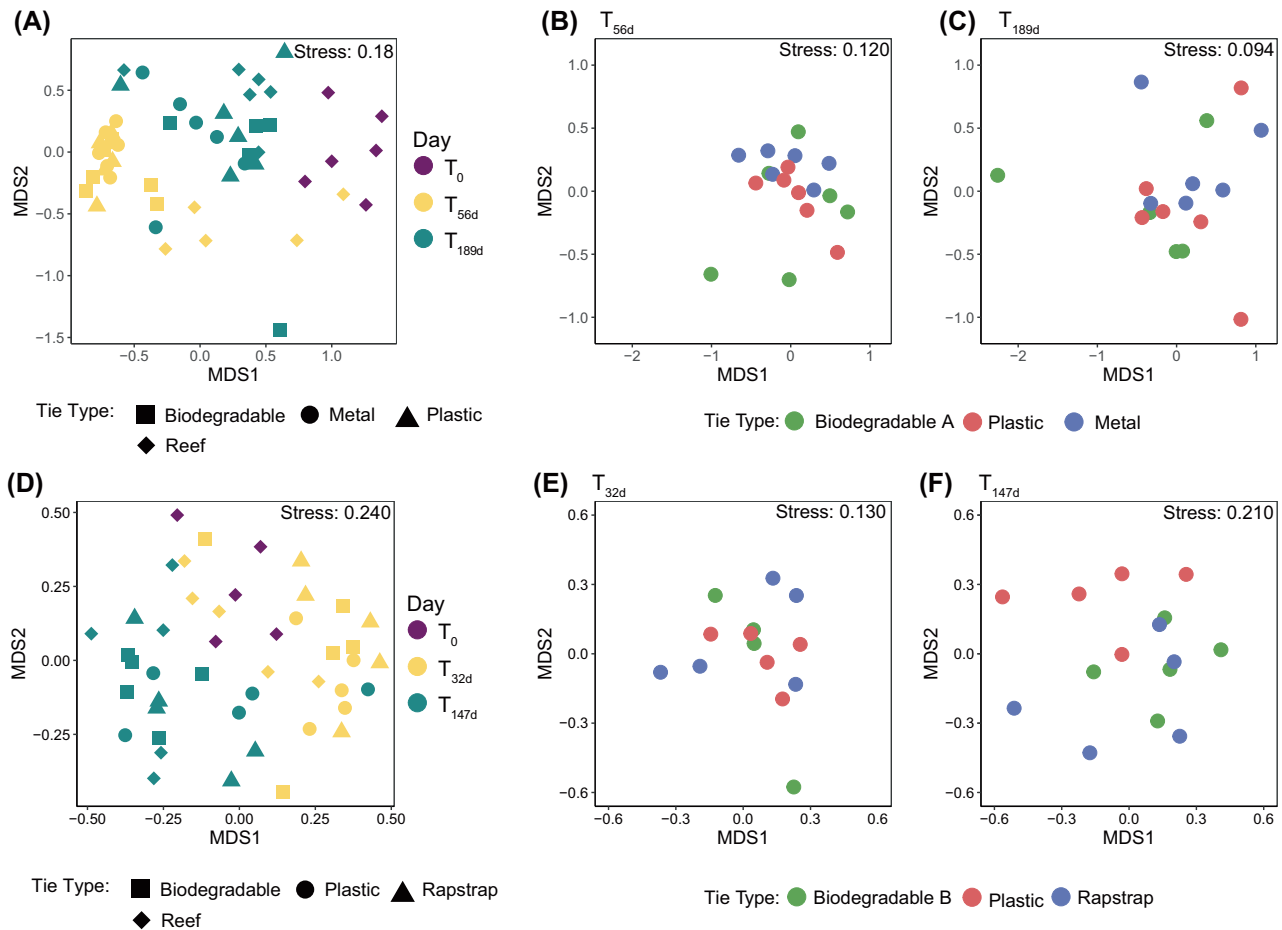 (A)
Stress: 0.18
0.5
0.0
−0.5
−1.0
−1.5
MDS2
−0.5
0.0
0.5
1.0
MDS1
Day
T0
T56d
T189d
Tie Type: Biodegradable Metal Plastic
Reef
(B)
T56d
Stress: 0.120
1.0
0.5
0.0
−0.5
−1.0
MDS2
−2
−1
0
1
MDS1
(C)
T189d
Stress: 0.094
1.0
0.5
0.0
−0.5
−1.0
MDS2
−2
−1
0
1
MDS1
Tie Type: Biodegradable A Plastic Metal
(D)
Stress: 0.240
0.50
0.25
0.00
−0.25
MDS2
−0.50
−0.25
0.00
0.25
0.50
MDS1
Day
T0
T32d
T147d
Tie Type: Biodegradable Plastic Rapstrap
Reef
(E)
T32d
Stress: 0.130
0.6
0.3
0.0
−0.3
−0.6
MDS2
−0.6
−0.3
0.0
0.3
0.6
MDS1
(F)
T147d
Stress: 0.210
0.6
0.3
0.0
−0.3
−0.6
MDS2
−0.6
−0.3
0.0
0.3
0.6
MDS1
Tie Type: Biodegradable B Plastic Rapstrap